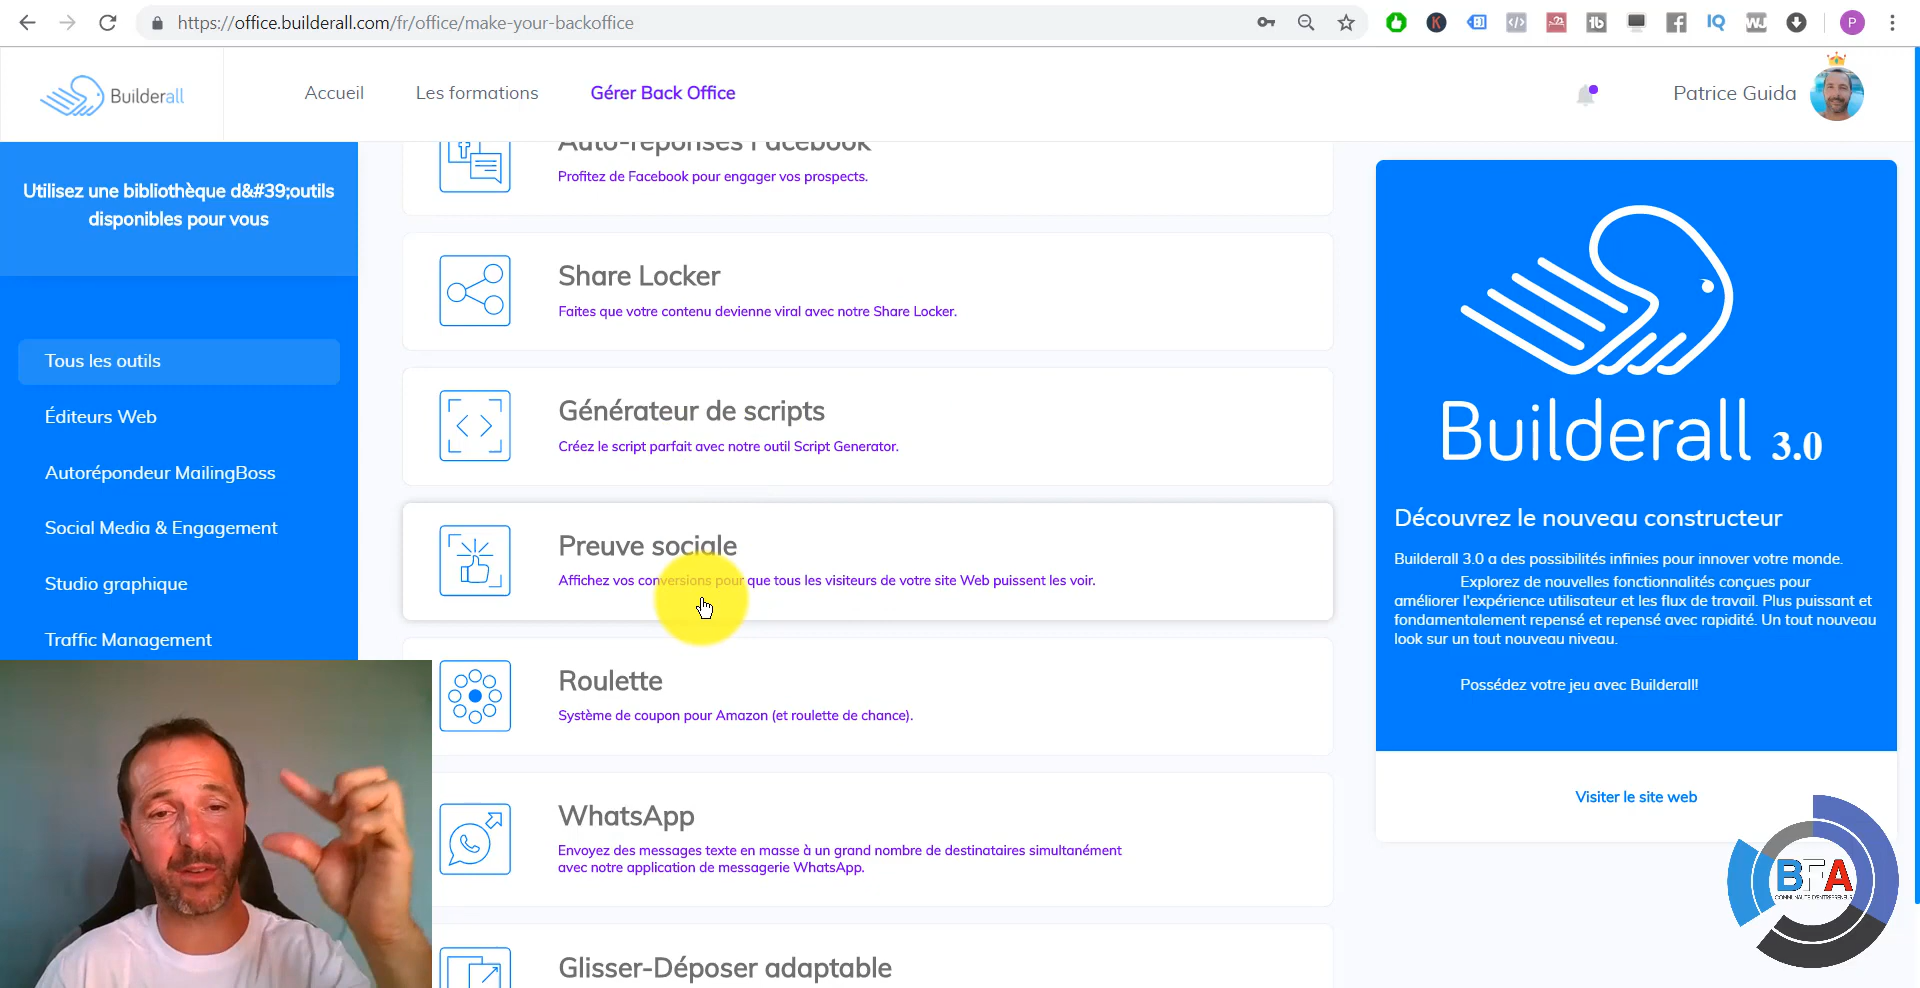 https://office.builderall.com/fr/office/make-your-backoffice
Builderall
Accueil
Les formations
Gérer Back Office
Patrice Guida
Utilisez une bibliothèque d&#39;outils
disponibles pour vous
Tous les outils
Éditeurs Web
Autorépondeur MailingBoss
Social Media & Engagement
Studio graphique
Traffic Management
Auto-réponses Facebook
Profitez de Facebook pour engager vos prospects.
Share Locker
Faites que votre contenu devienne viral avec notre Share Locker.
Générateur de scripts
Créez le script parfait avec notre outil Script Generator.
Preuve sociale
Affichez vos conversions pour que tous les visiteurs de votre site Web puissent les voir.
Roulette
Système de coupon pour Amazon (et roulette de chance).
WhatsApp
Envoyez des messages texte en masse à un grand nombre de destinataires simultanément
avec notre application de messagerie WhatsApp.
Glisser-Déposer adaptable
Builderall 3.0
Découvrez le nouveau constructeur
Builderall 3.0 a des possibilités infinies pour innover votre monde.
Explorez de nouvelles fonctionnalités conçues pour
améliorer l'expérience utilisateur et les flux de travail. Plus puissant et
fondamentalement repensé et repensé avec rapidité. Un tout nouveau
look sur un tout nouveau niveau.
Possédez votre jeu avec Builderall!
Visiter le site web
BFA
COMMUNAUTÉ D'ENTREPRENEURS